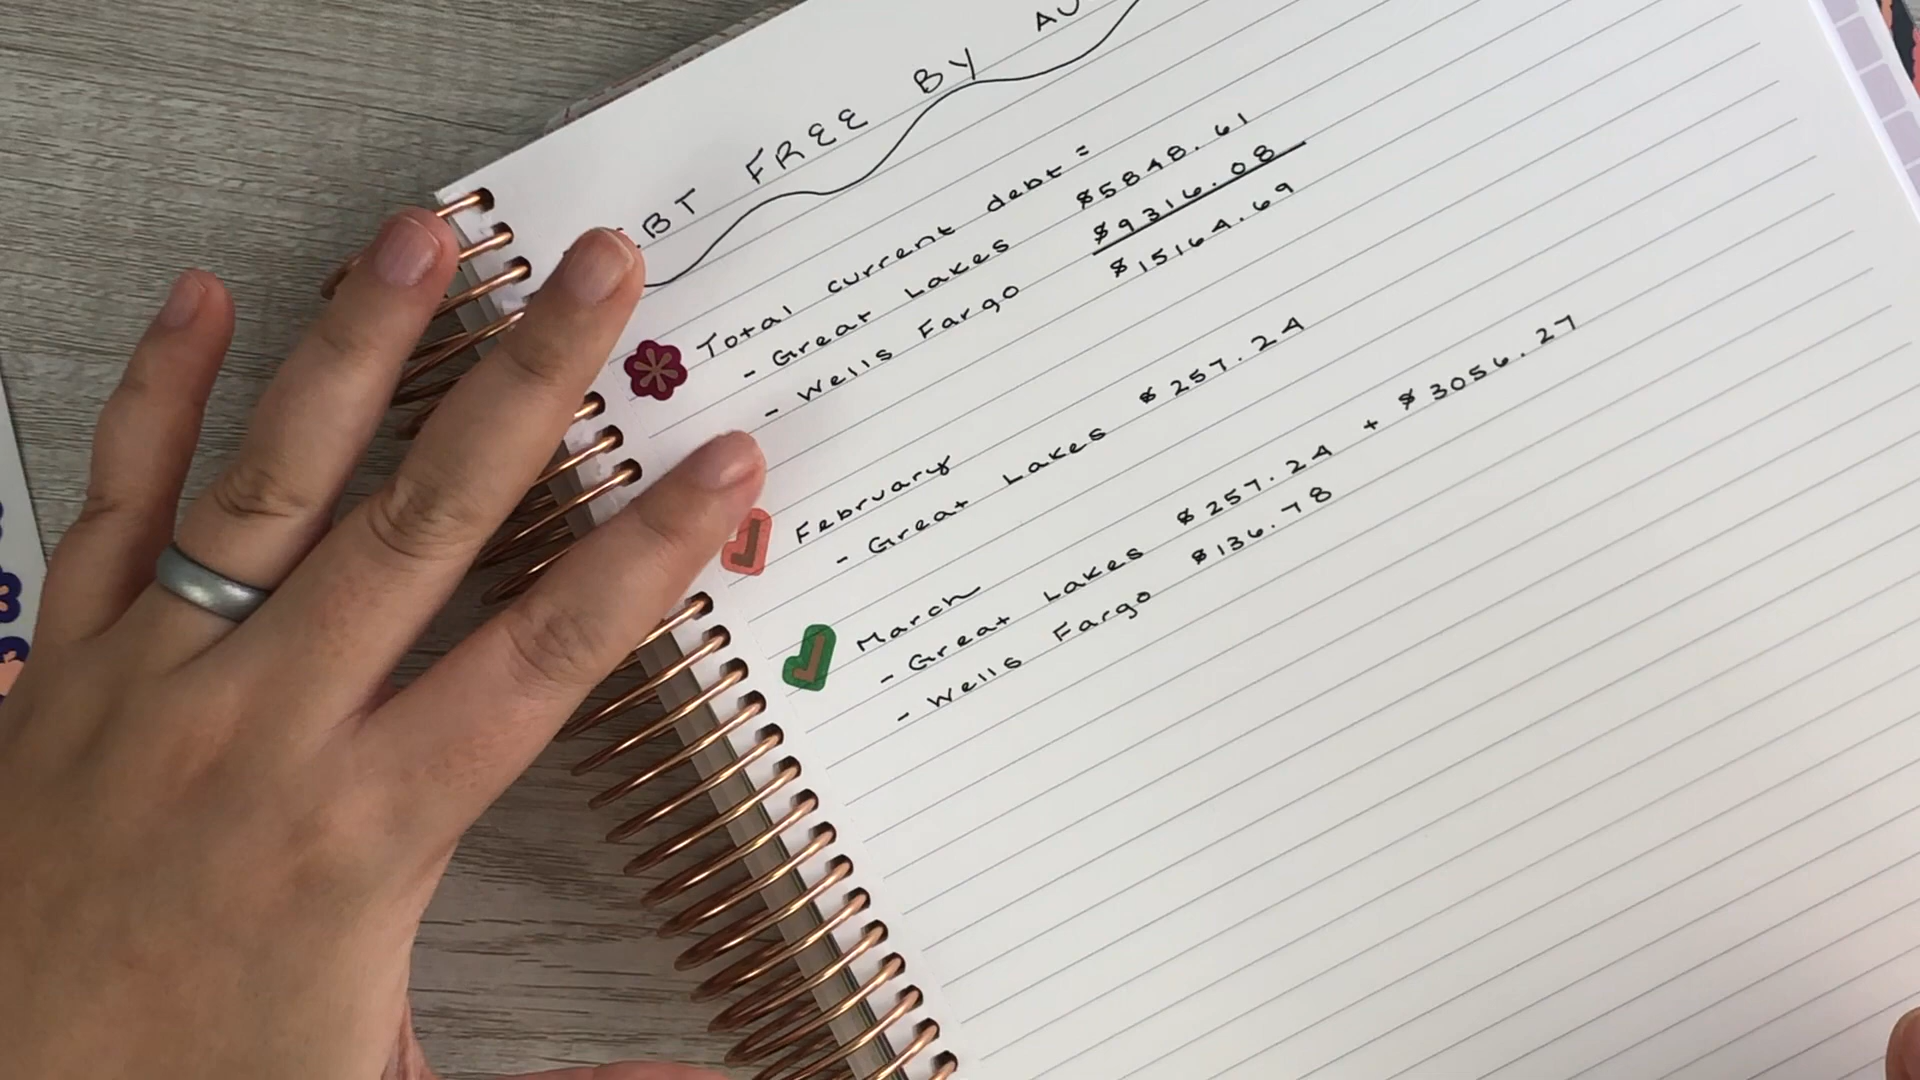 BT FREE BY AU
Total current debt =
- Great Lakes $5848.61
- Wells Fargo $9316.08
$15164.69
February
- Great Lakes $257.24
March
- Great Lakes $257.24 + $3056.27
- Wells Fargo $136.78